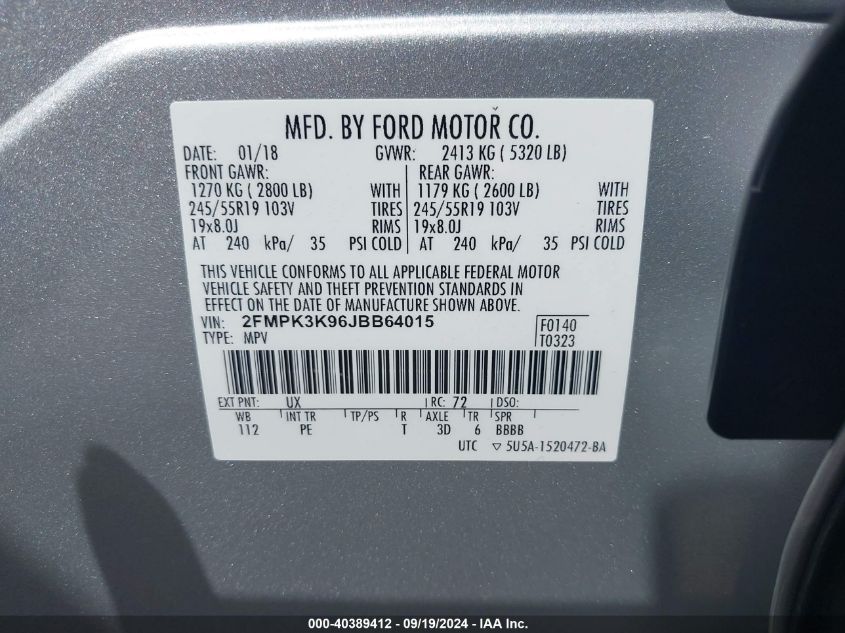 MFD. BY FORD MOTOR CO.
DATE: 01/18 GVWR: 2413 KG ( 5320 LB)
FRONT GAWR: REAR GAWR:
1270 KG ( 2800 LB) WITH 1179 KG ( 2600 LB) WITH
245/55R19 103V TIRES 245/55R19 103V TIRES
19x8.0J RIMS 19x8.0J RIMS
AT 240 kPa/ 35 PSI COLD AT 240 kPa/ 35 PSI COLD
THIS VEHICLE CONFORMS TO ALL APPLICABLE FEDERAL MOTOR
VEHICLE SAFETY AND THEFT PREVENTION STANDARDS IN
EFFECT ON THE DATE OF MANUFACTURE SHOWN ABOVE.
VIN: 2FMPK3K96JBB64015 F0140
TYPE: MPV T0323
EXT PNT: UX RC: 72 DSO:
WB INT TR TP/PS R AXLE TR SPR
112 PE T 3D 6 BBBB
UTC ▽ 5U5A-1520472-BA
000-40389412 - 09/19/2024 - IAA Inc.